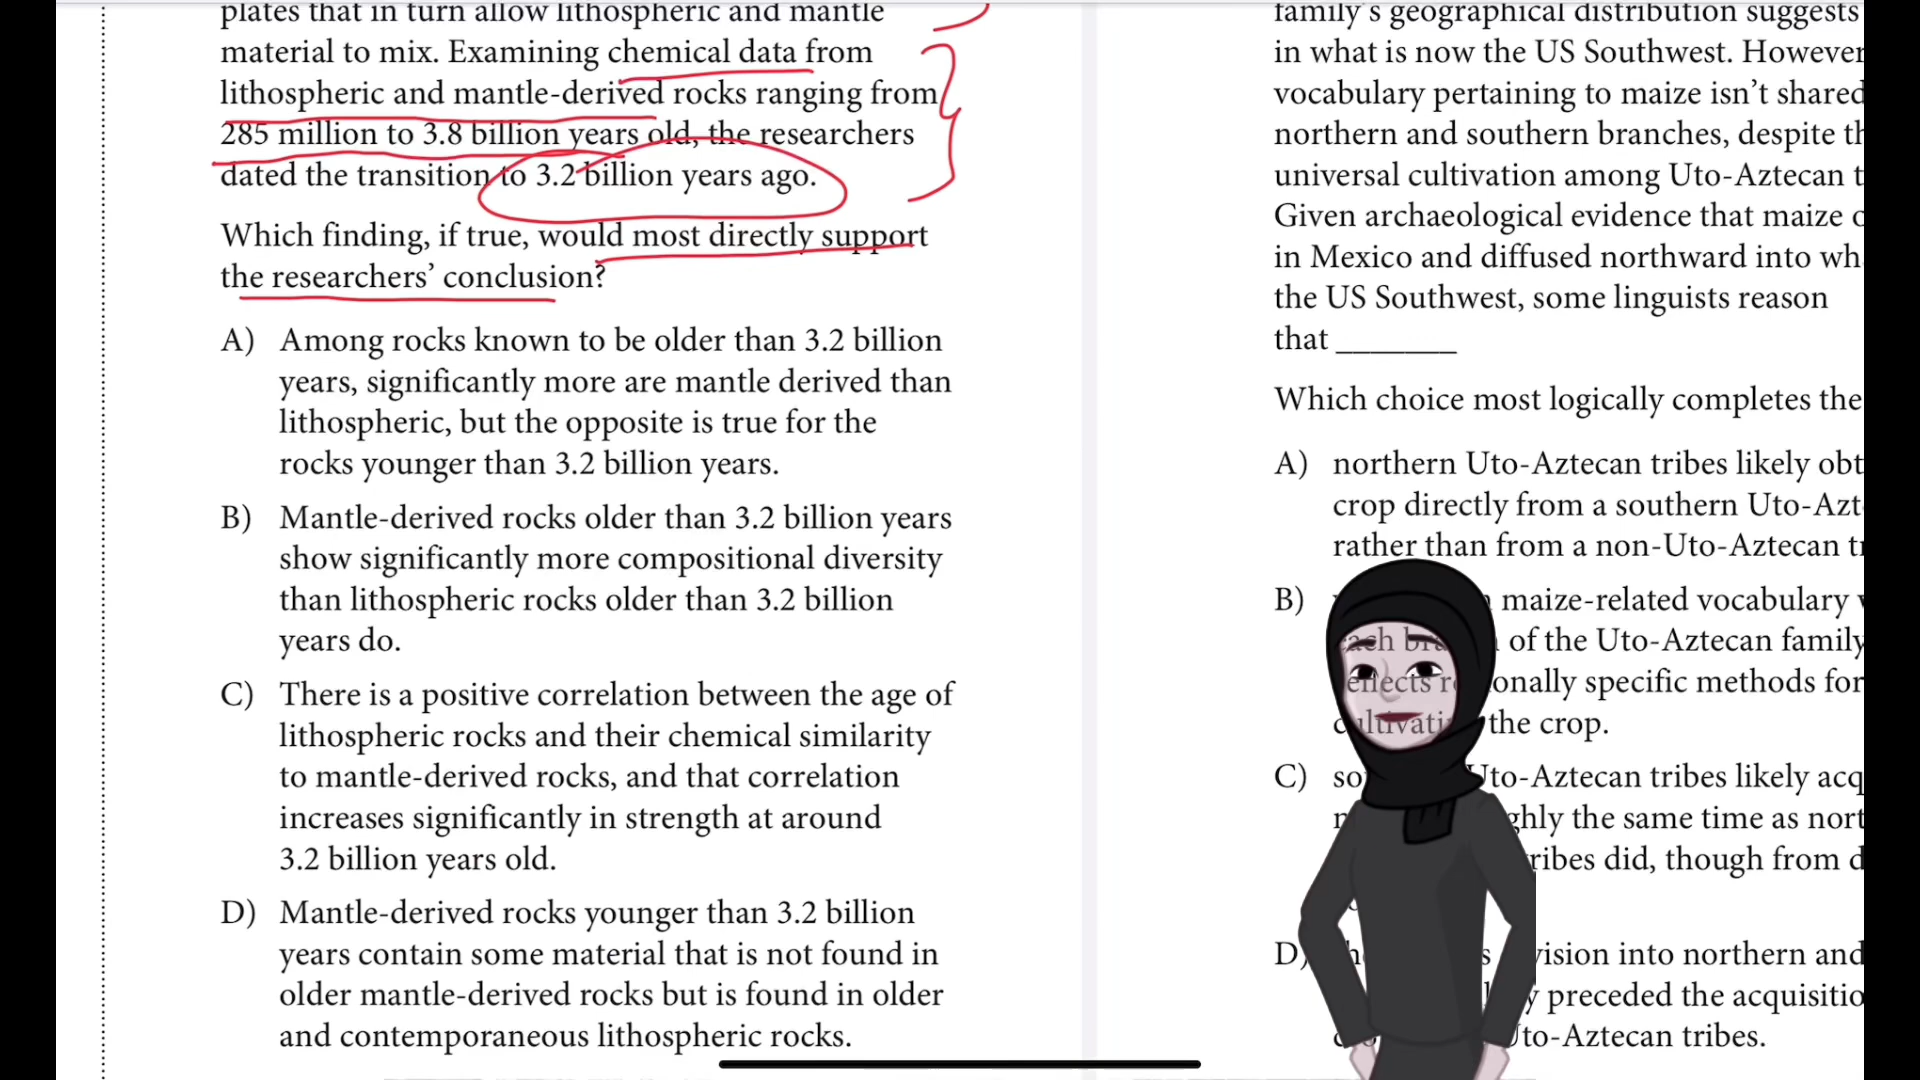 plates that in turn allow lithospheric and mantle
material to mix. Examining chemical data from
lithospheric and mantle-derived rocks ranging from
285 million to 3.8 billion years old, the researchers
dated the transition to 3.2 billion years ago.
Which finding, if true, would most directly support
the researchers’ conclusion?
A) Among rocks known to be older than 3.2 billion
years, significantly more are mantle derived than
lithospheric, but the opposite is true for the
rocks younger than 3.2 billion years.
B) Mantle-derived rocks older than 3.2 billion years
show significantly more compositional diversity
than lithospheric rocks older than 3.2 billion
years do.
C) There is a positive correlation between the age of
lithospheric rocks and their chemical similarity
to mantle-derived rocks, and that correlation
increases significantly in strength at around
3.2 billion years old.
D) Mantle-derived rocks younger than 3.2 billion
years contain some material that is not found in
older mantle-derived rocks but is found in older
and contemporaneous lithospheric rocks.
family’s geographical distribution suggests
in what is now the US Southwest. However
vocabulary pertaining to maize isn’t shared
northern and southern branches, despite th
universal cultivation among Uto-Aztecan t
Given archaeological evidence that maize o
in Mexico and diffused northward into wh
the US Southwest, some linguists reason
that _______
Which choice most logically completes the
A) northern Uto-Aztecan tribes likely obt
crop directly from a southern Uto-Azt
rather than from a non-Uto-Aztecan tr
B) maize-related vocabulary
each of the Uto-Aztecan family
onally specific methods for
the crop.
C) so Uto-Aztecan tribes likely acq
ghly the same time as nort
ribes did, though from d
D) vision into northern and
y preceded the acquisitio
Uto-Aztecan tribes.